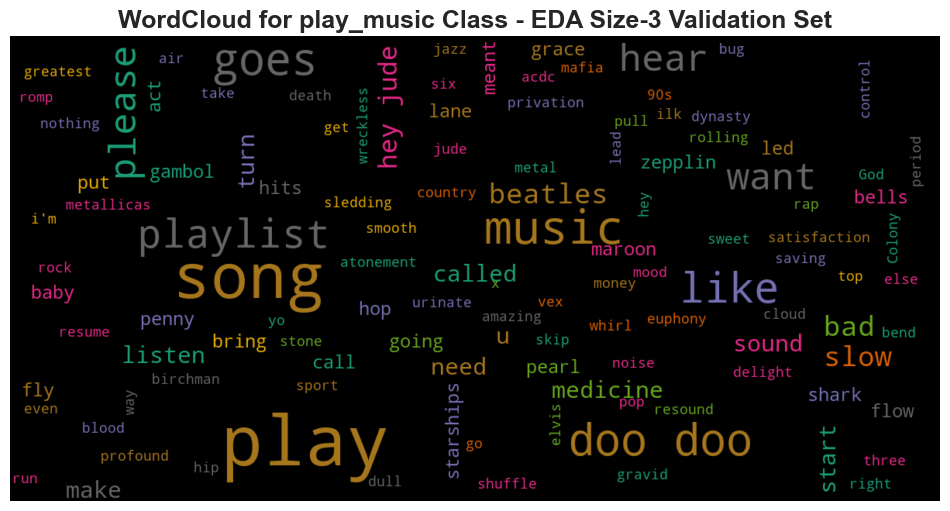 WordCloud for play_music Class - EDA Size-3 Validation Set
greatest
air
goes
hey jude
jazz
meant
grace
mafia
hear
bug
romp
please
act
take
death
six
acdc
privation
90s
control
nothing
wreckless
get
lane
pull
ilk
dynasty
turn
jude
lead
rolling
led
period
put
gambol
hits
metal
zepplin
want
God
metallicas
sledding
country
beatles
hey
rap
bells
i'm
playlist
smooth
music
maroon
sweet
satisfaction
Colony
rock
song
atonement
called
x
mood
saving
top
else
baby
money
like
penny
yo
hop
urinate
vex
amazing
whirl
euphony
cloud
resume
bring
stone
going
u
skip
sound
bad
bend
listen
call
need
pearl
noise
delight
slow
birchman
fly
sport
medicine
shark
even
way
pop
resound
flow
blood
play
starships
elvis
doo doo
start
profound
hip
go
three
run
make
dull
shuffle
gravid
right